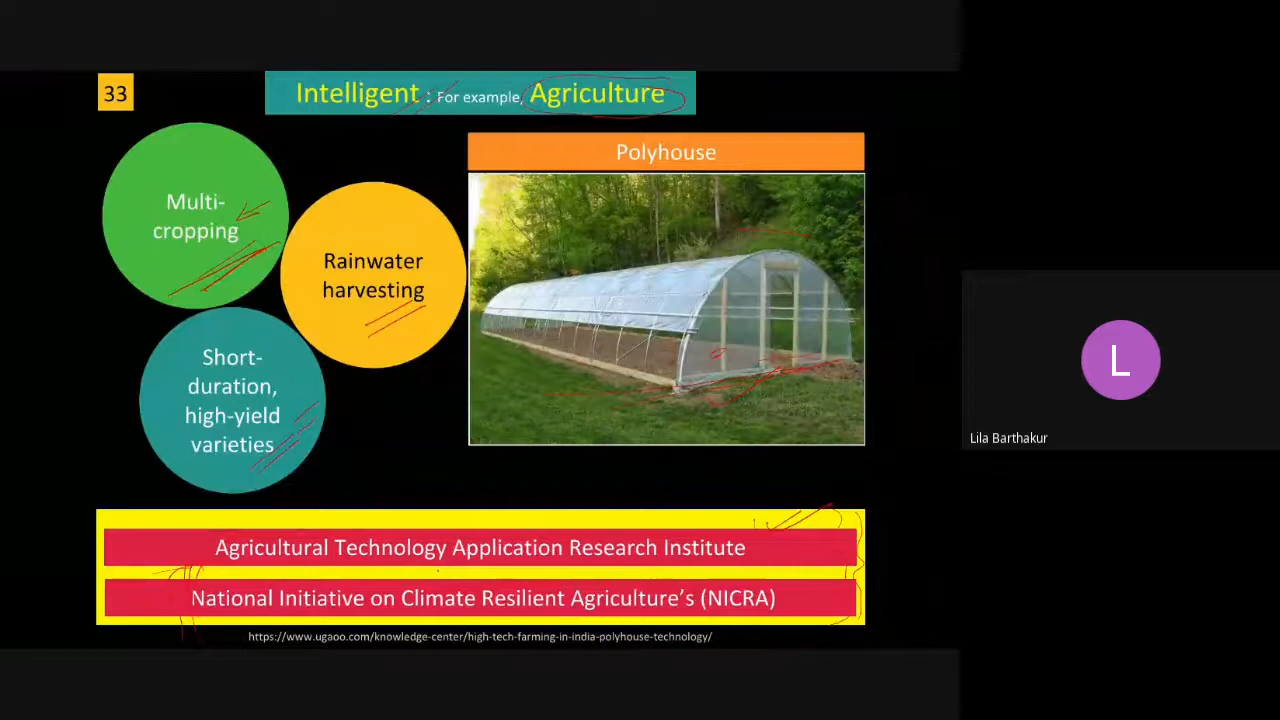 33
Intelligent : For example, Agriculture
Multi-
cropping
Rainwater
harvesting
Short-
duration,
high-yield
varieties
Polyhouse
Agricultural Technology Application Research Institute
National Initiative on Climate Resilient Agriculture’s (NICRA)
https://www.ugaoo.com/knowledge-center/high-tech-farming-in-india-polyhouse-technology/
L
Lila Barthakur